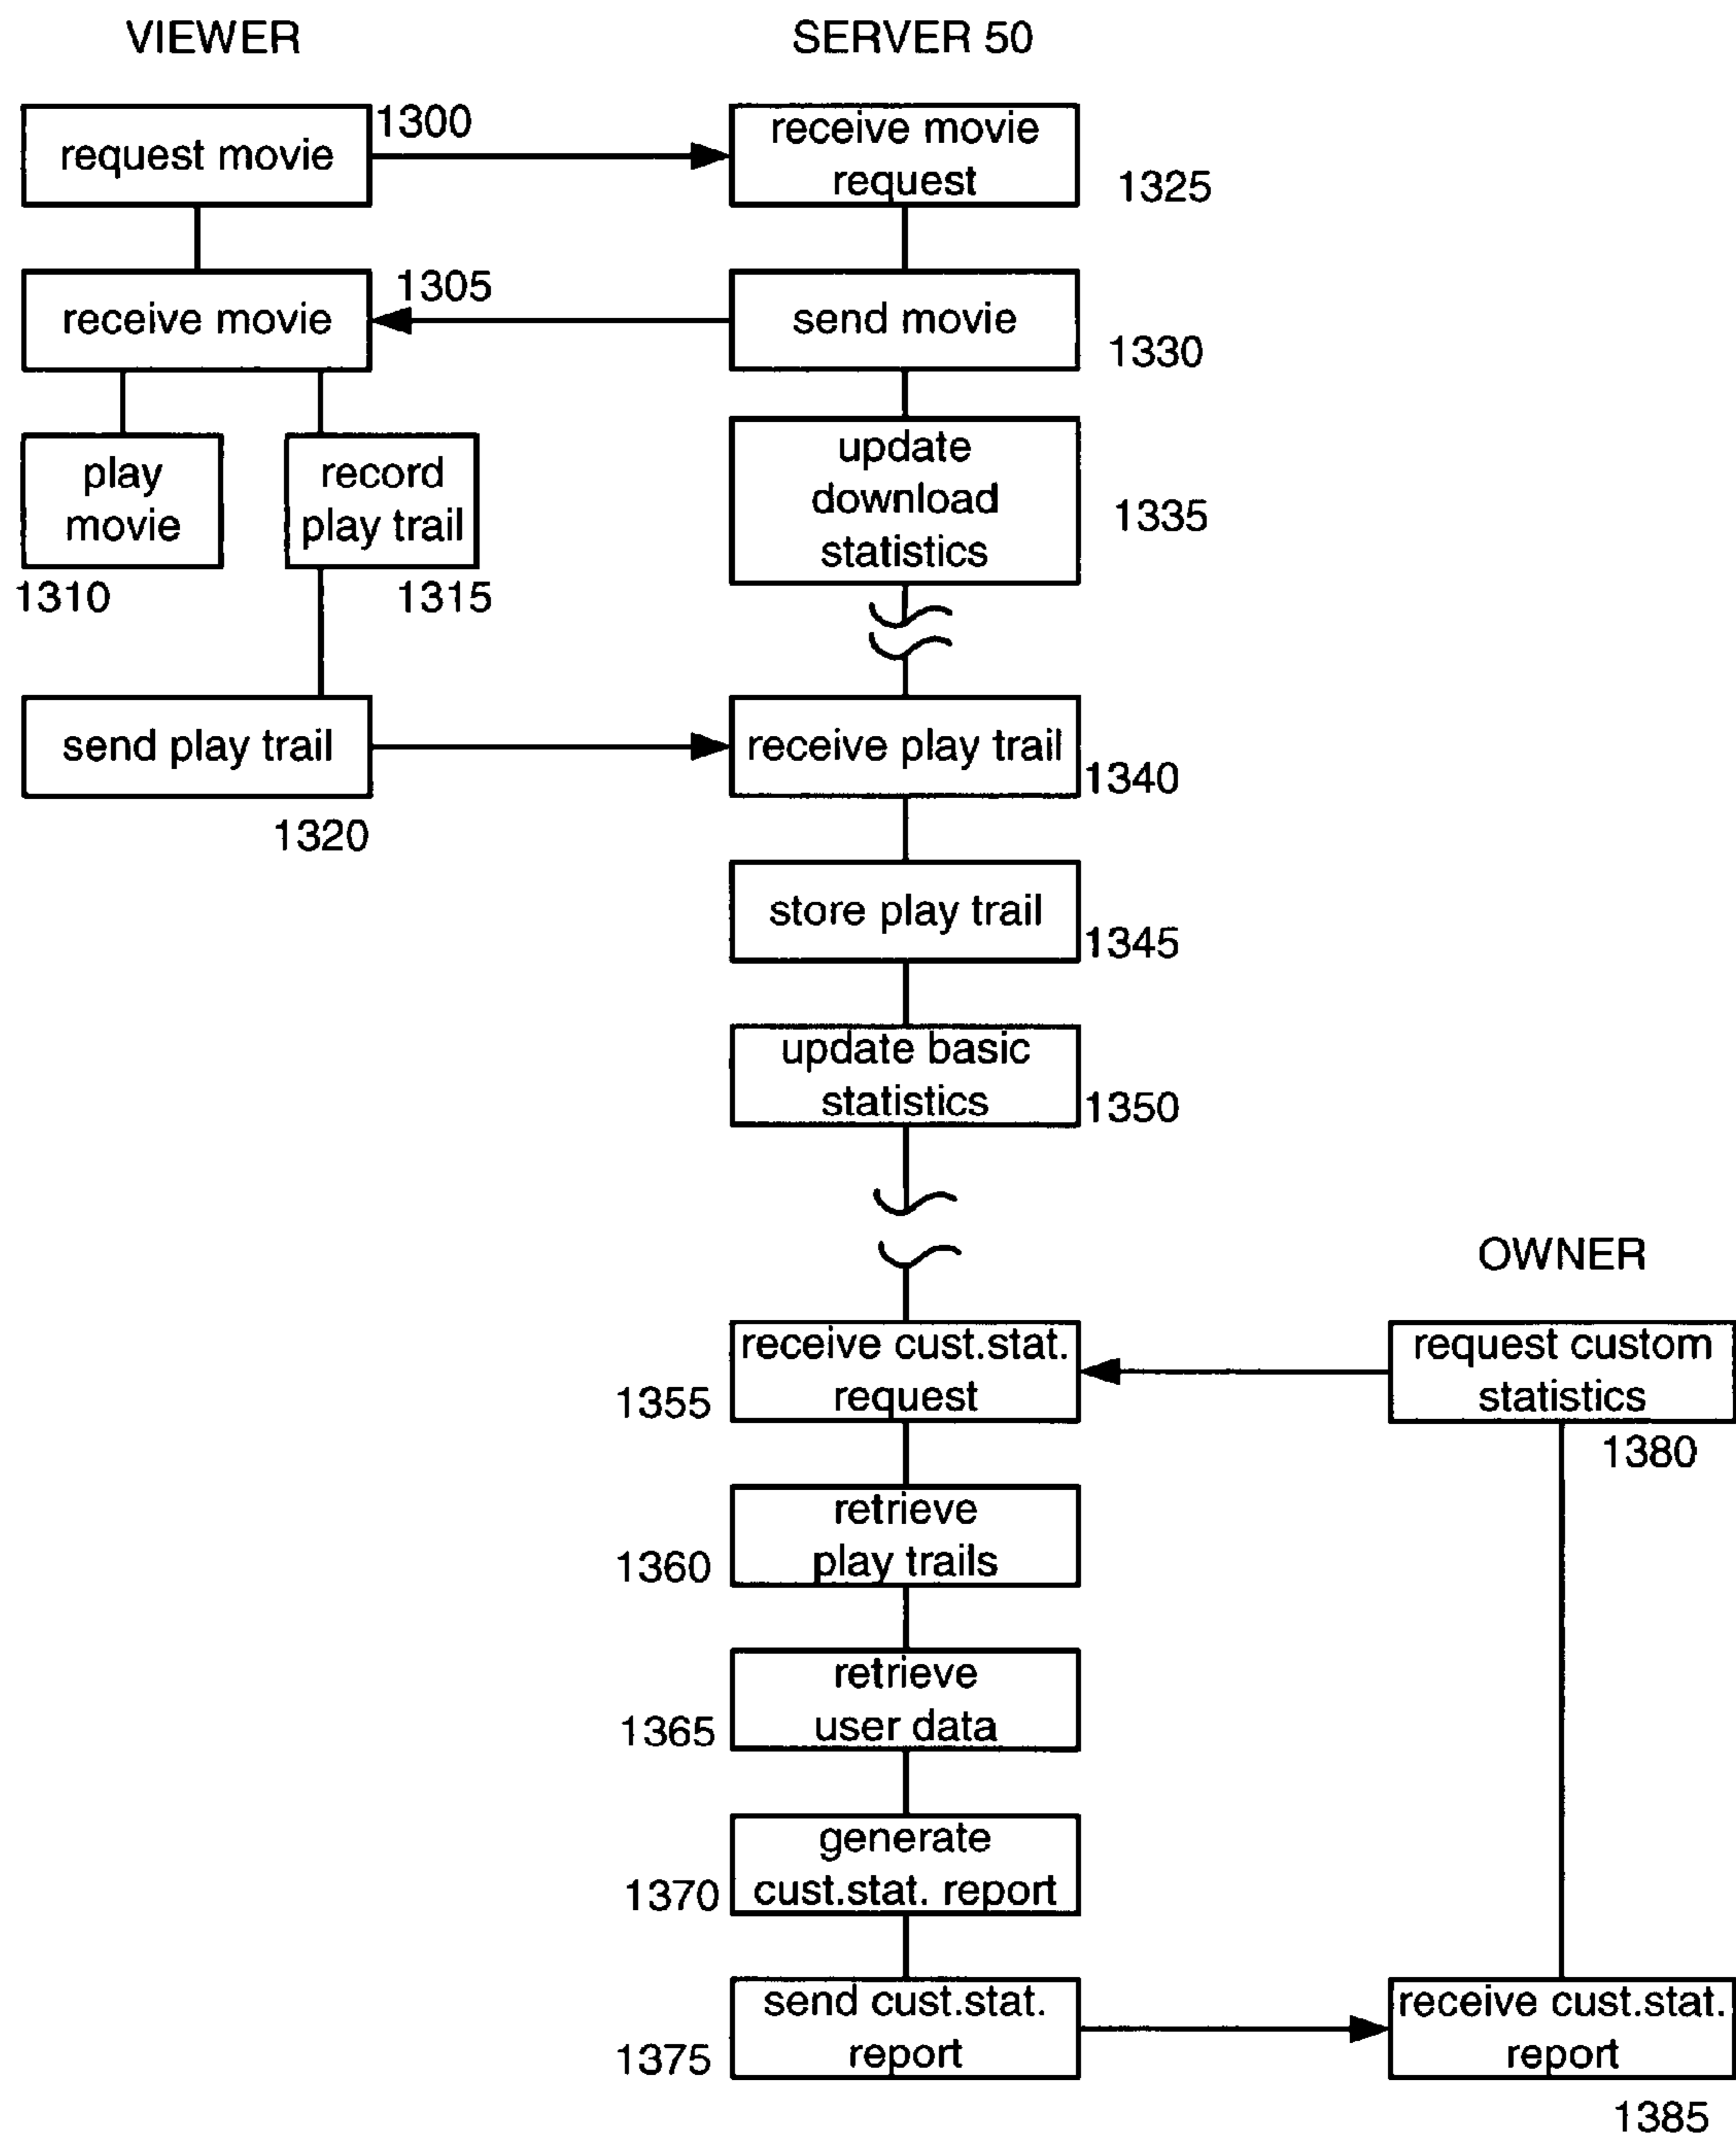 VIEWER
SERVER 50
request movie
1300
receive movie
request
1325
receive movie
1305
send movie
1330
play
movie
1310
record
play trail
1315
update
download
statistics
1335
send play trail
1320
receive play trail
1340
store play trail
1345
update basic
statistics
1350
OWNER
receive cust.stat.
request
1355
request custom
statistics
1380
retrieve
play trails
1360
retrieve
user data
1365
generate
cust.stat. report
1370
send cust.stat.
report
1375
receive cust.stat.
report
1385